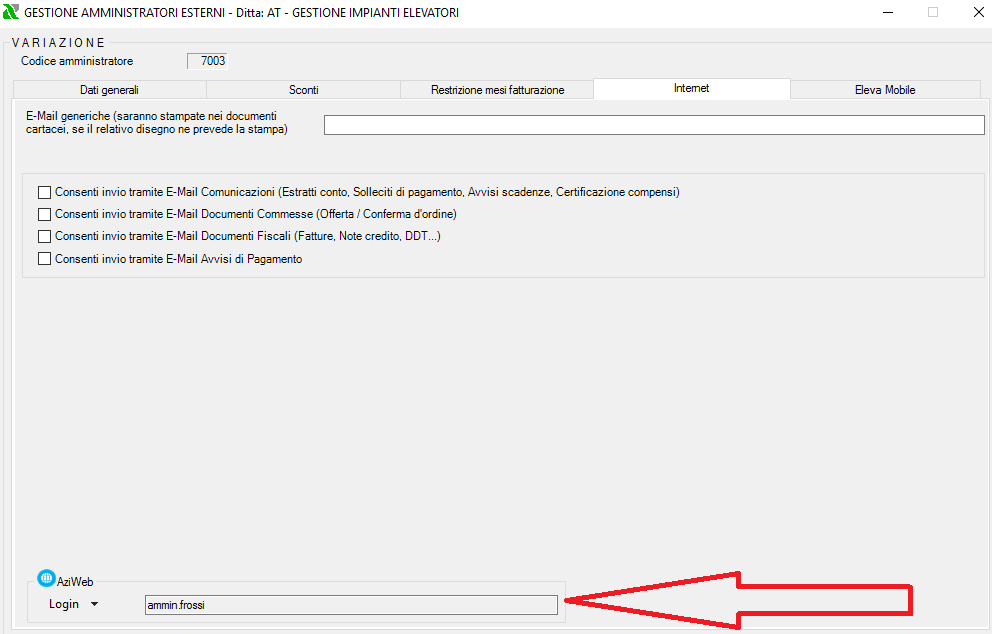 GESTIONE AMMINISTRATORI ESTERNI - Ditta: AT - GESTIONE IMPIANTI ELEVATORI
VARIAZIONE
Codice amministratore 7003
Dati generali Sconti Restrizione mesi fatturazione Internet Eleva Mobile
E-Mail generiche (saranno stampate nei documenti
cartacei, se il relativo disegno ne prevede la stampa)
Consenti invio tramite E-Mail Comunicazioni (Estratti conto, Solleciti di pagamento, Avvisi scadenze, Certificazione compensi)
Consenti invio tramite E-Mail Documenti Commesse (Offerta / Conferma d'ordine)
Consenti invio tramite E-Mail Documenti Fiscali (Fatture, Note credito, DDT...)
Consenti invio tramite E-Mail Avvisi di Pagamento
AziWeb
Login ammin.frossi